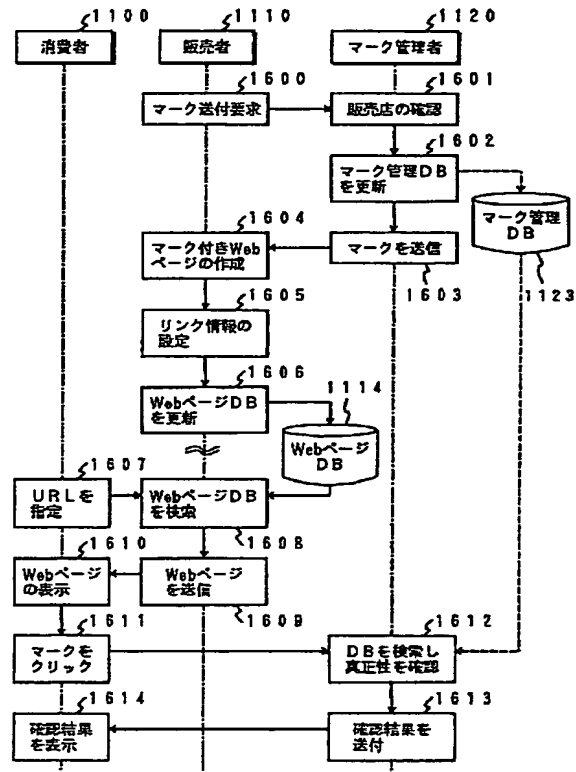 1100
1110
1120
消費者
販売者
マーク管理者
1600
1601
マーク送付要求
販売店の確認
1602
マーク管理DB
を更新
マーク管理
DB
1604
マーク付きWeb
ページの作成
マークを送信
1603
1123
1605
リンク情報の
設定
1606
1114
WebページDB
を更新
Webページ
DB
1607
URLを
指定
WebページDB
を検索
1610
1608
Webページ
の表示
Webページ
を送信
1611
1609
1612
マークを
クリック
DBを検索し
真正性を確認
1614
1613
確認結果
を表示
確認結果を
送付